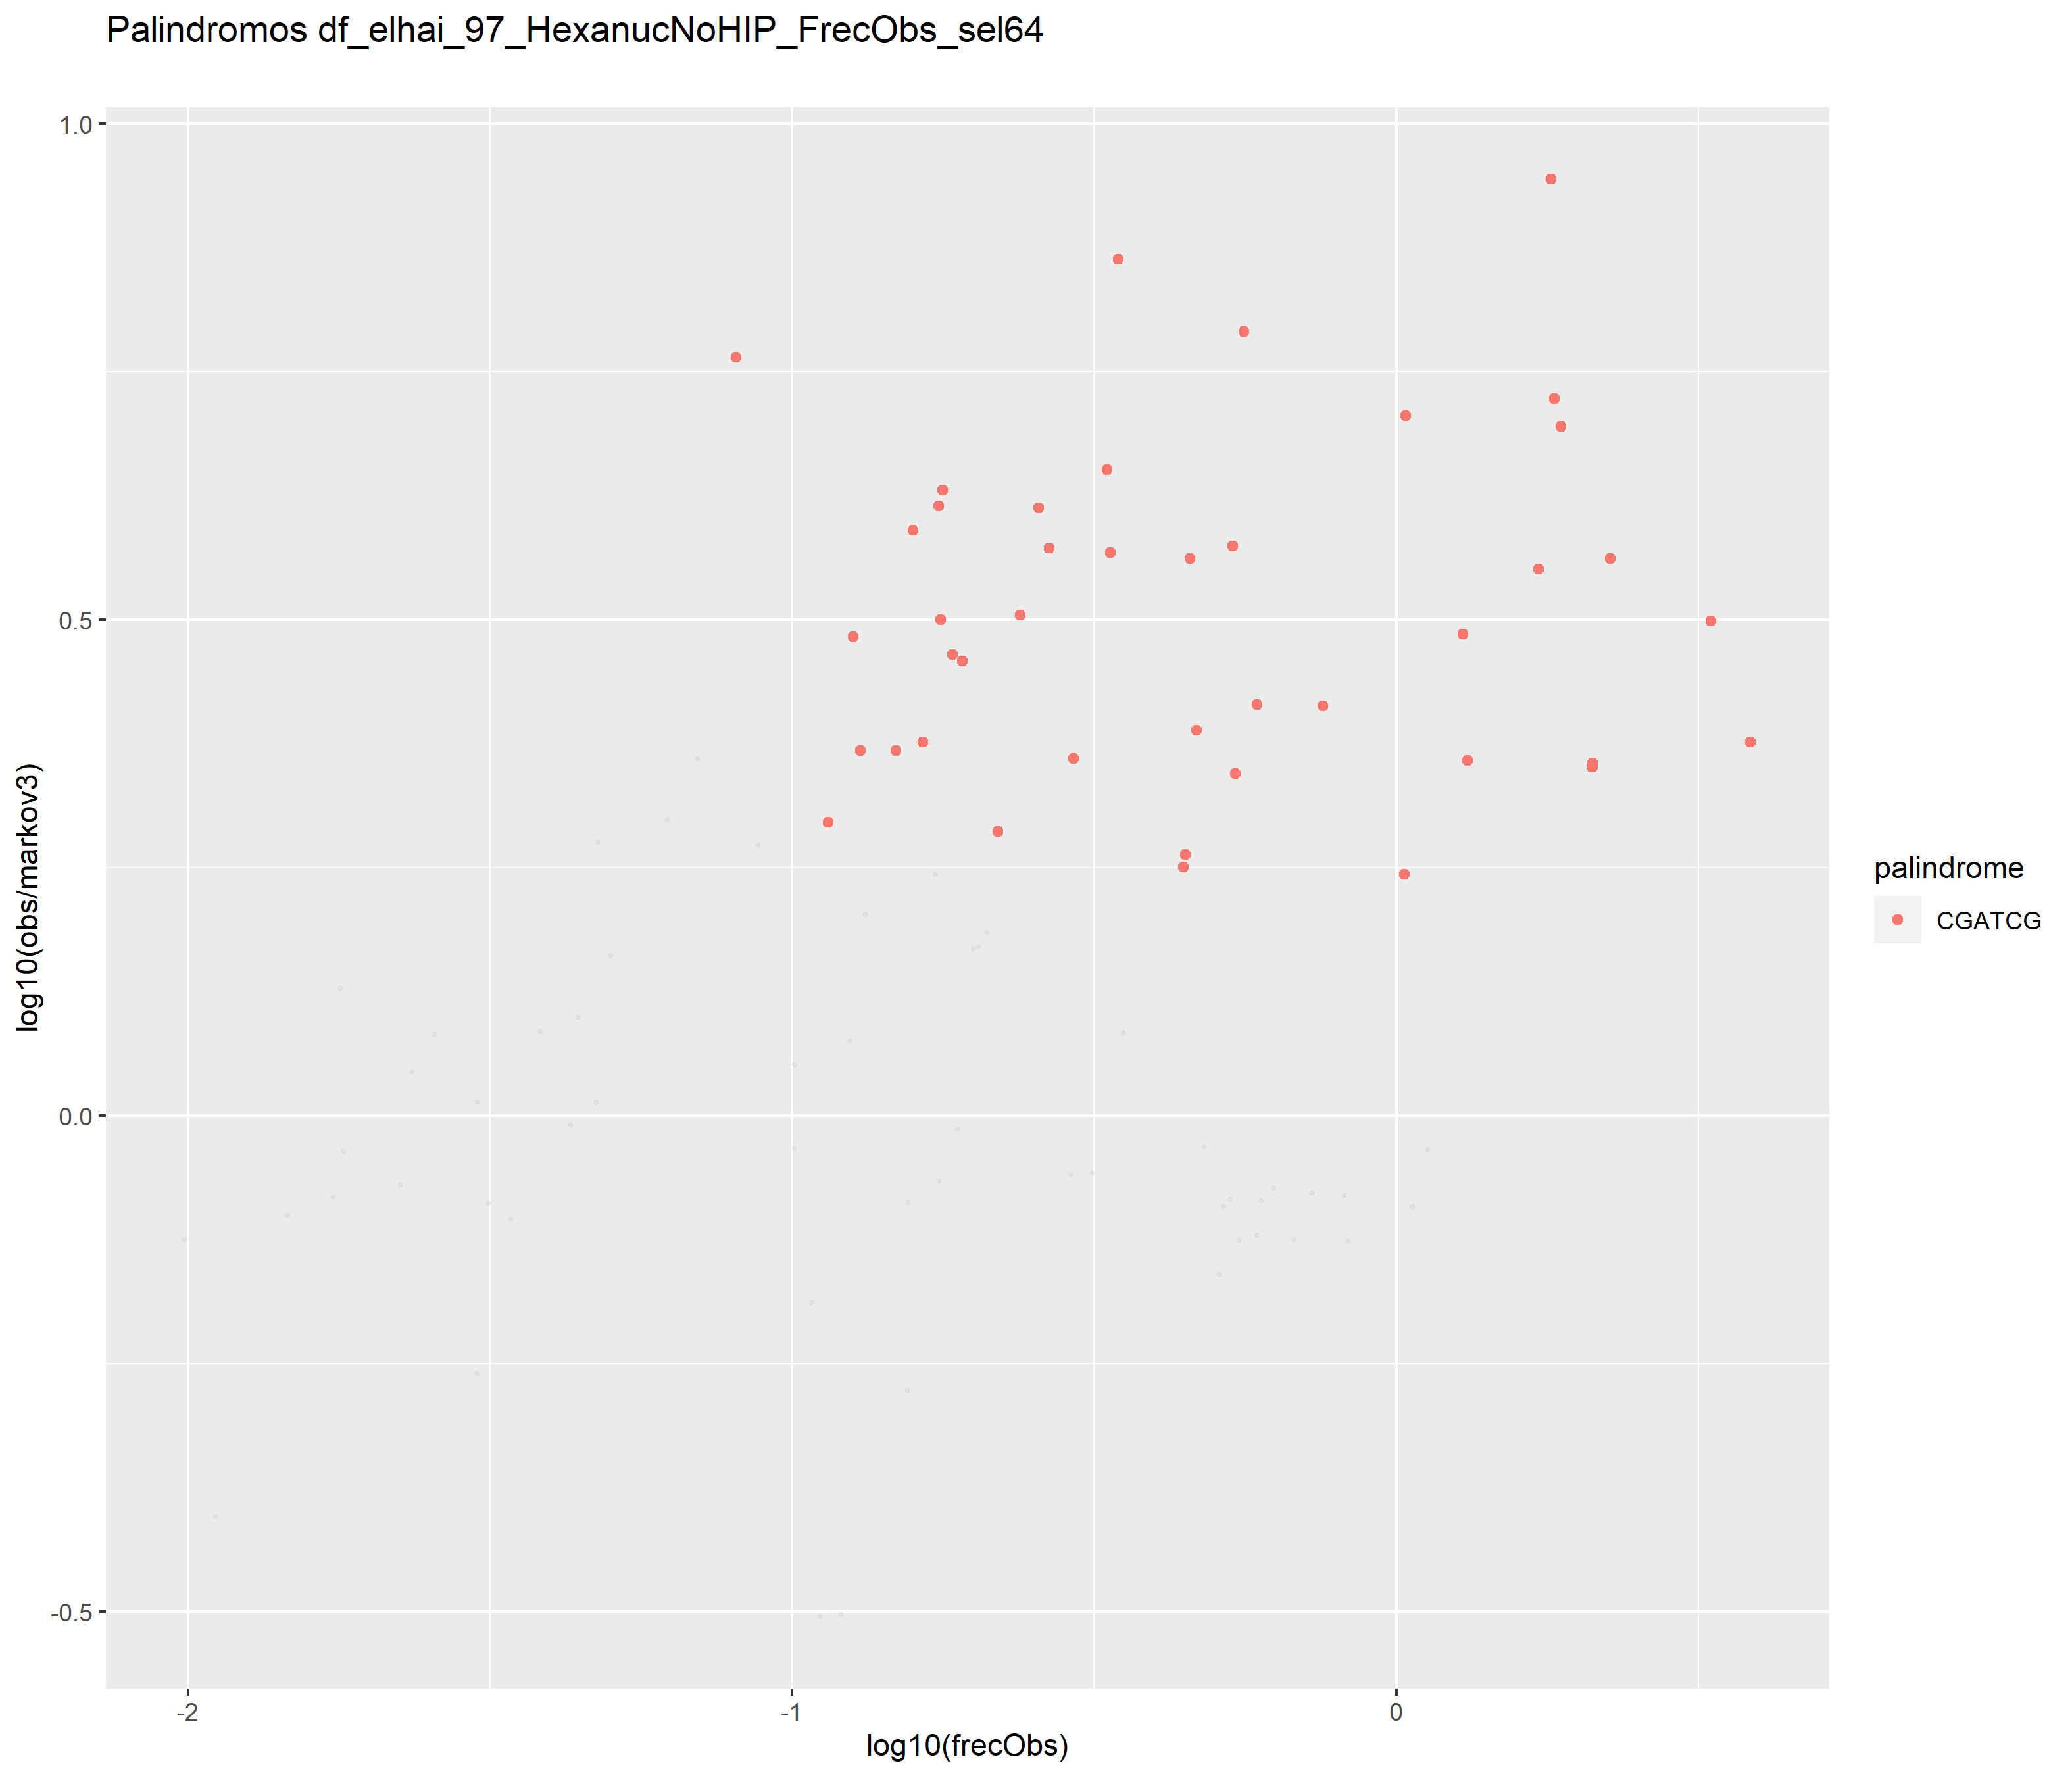 Palindromos df_elhai_97_HexanucNoHIP_FrecObs_sel64
1.0
0.5
0.0
-0.5
log10(obs/markov3)
-2
-1
0
log10(frecObs)
palindrome
CGATCG